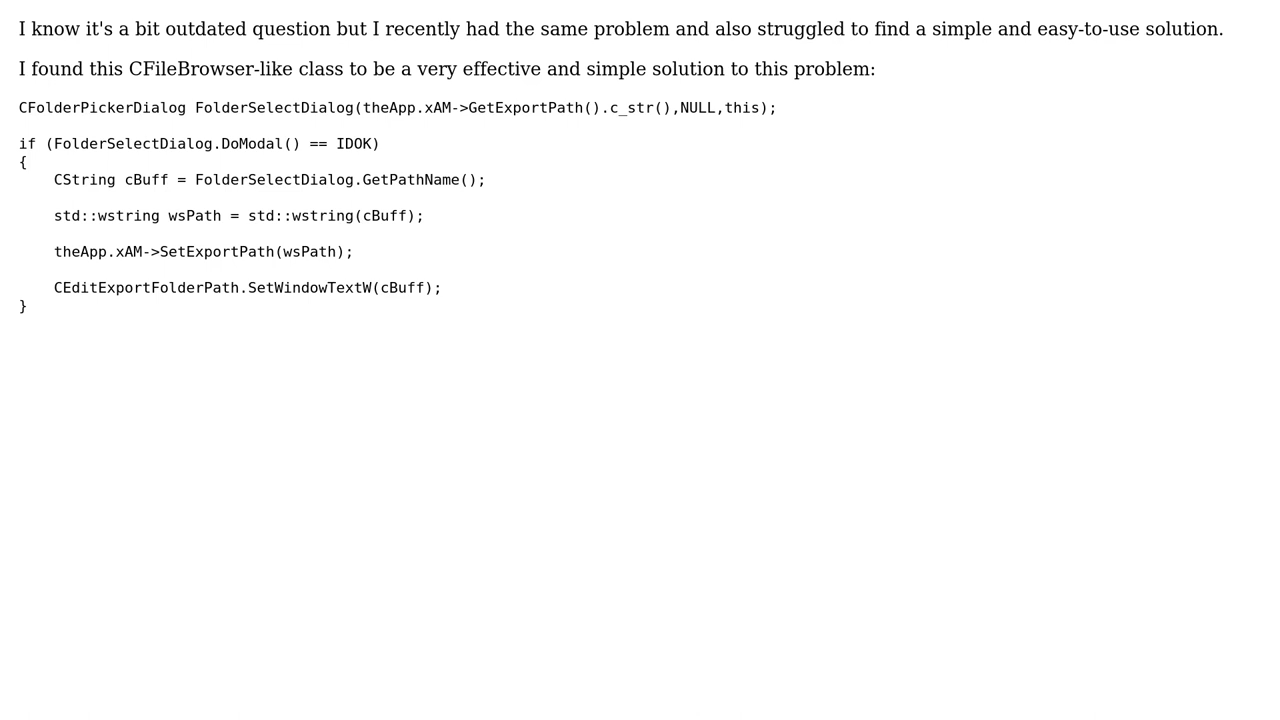 I know it's a bit outdated question but I recently had the same problem and also struggled to find a simple and easy-to-use solution.
I found this CFileBrowser-like class to be a very effective and simple solution to this problem:
CFolderPickerDialog FolderSelectDialog(theApp.xAM->GetExportPath().c_str(),NULL,this);
if (FolderSelectDialog.DoModal() == IDOK)
{
    CString cBuff = FolderSelectDialog.GetPathName();
    std::wstring wsPath = std::wstring(cBuff);
    theApp.xAM->SetExportPath(wsPath);
    CEditExportFolderPath.SetWindowTextW(cBuff);
}